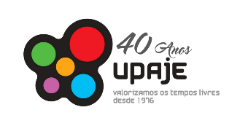 40 Anos
UPAJE
valorizamos os tempos livres
desde 1976